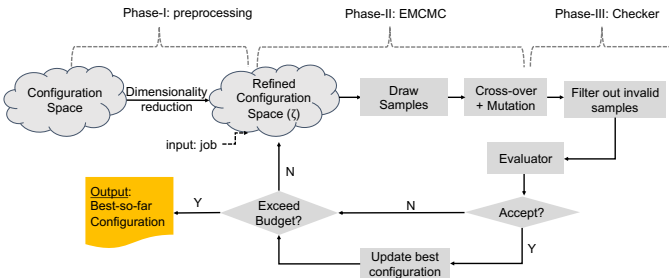 Phase-I: preprocessing
Phase-II: EMCMC
Phase-III: Checker
Configuration
Space
Dimensionality
reduction
Refined
Configuration
Space (ζ)
input: job
Draw
Samples
Cross-over
+ Mutation
Filter out invalid
samples
Evaluator
Accept?
N
Y
Update best
configuration
Exceed
Budget?
N
Y
Output:
Best-so-far
Configuration